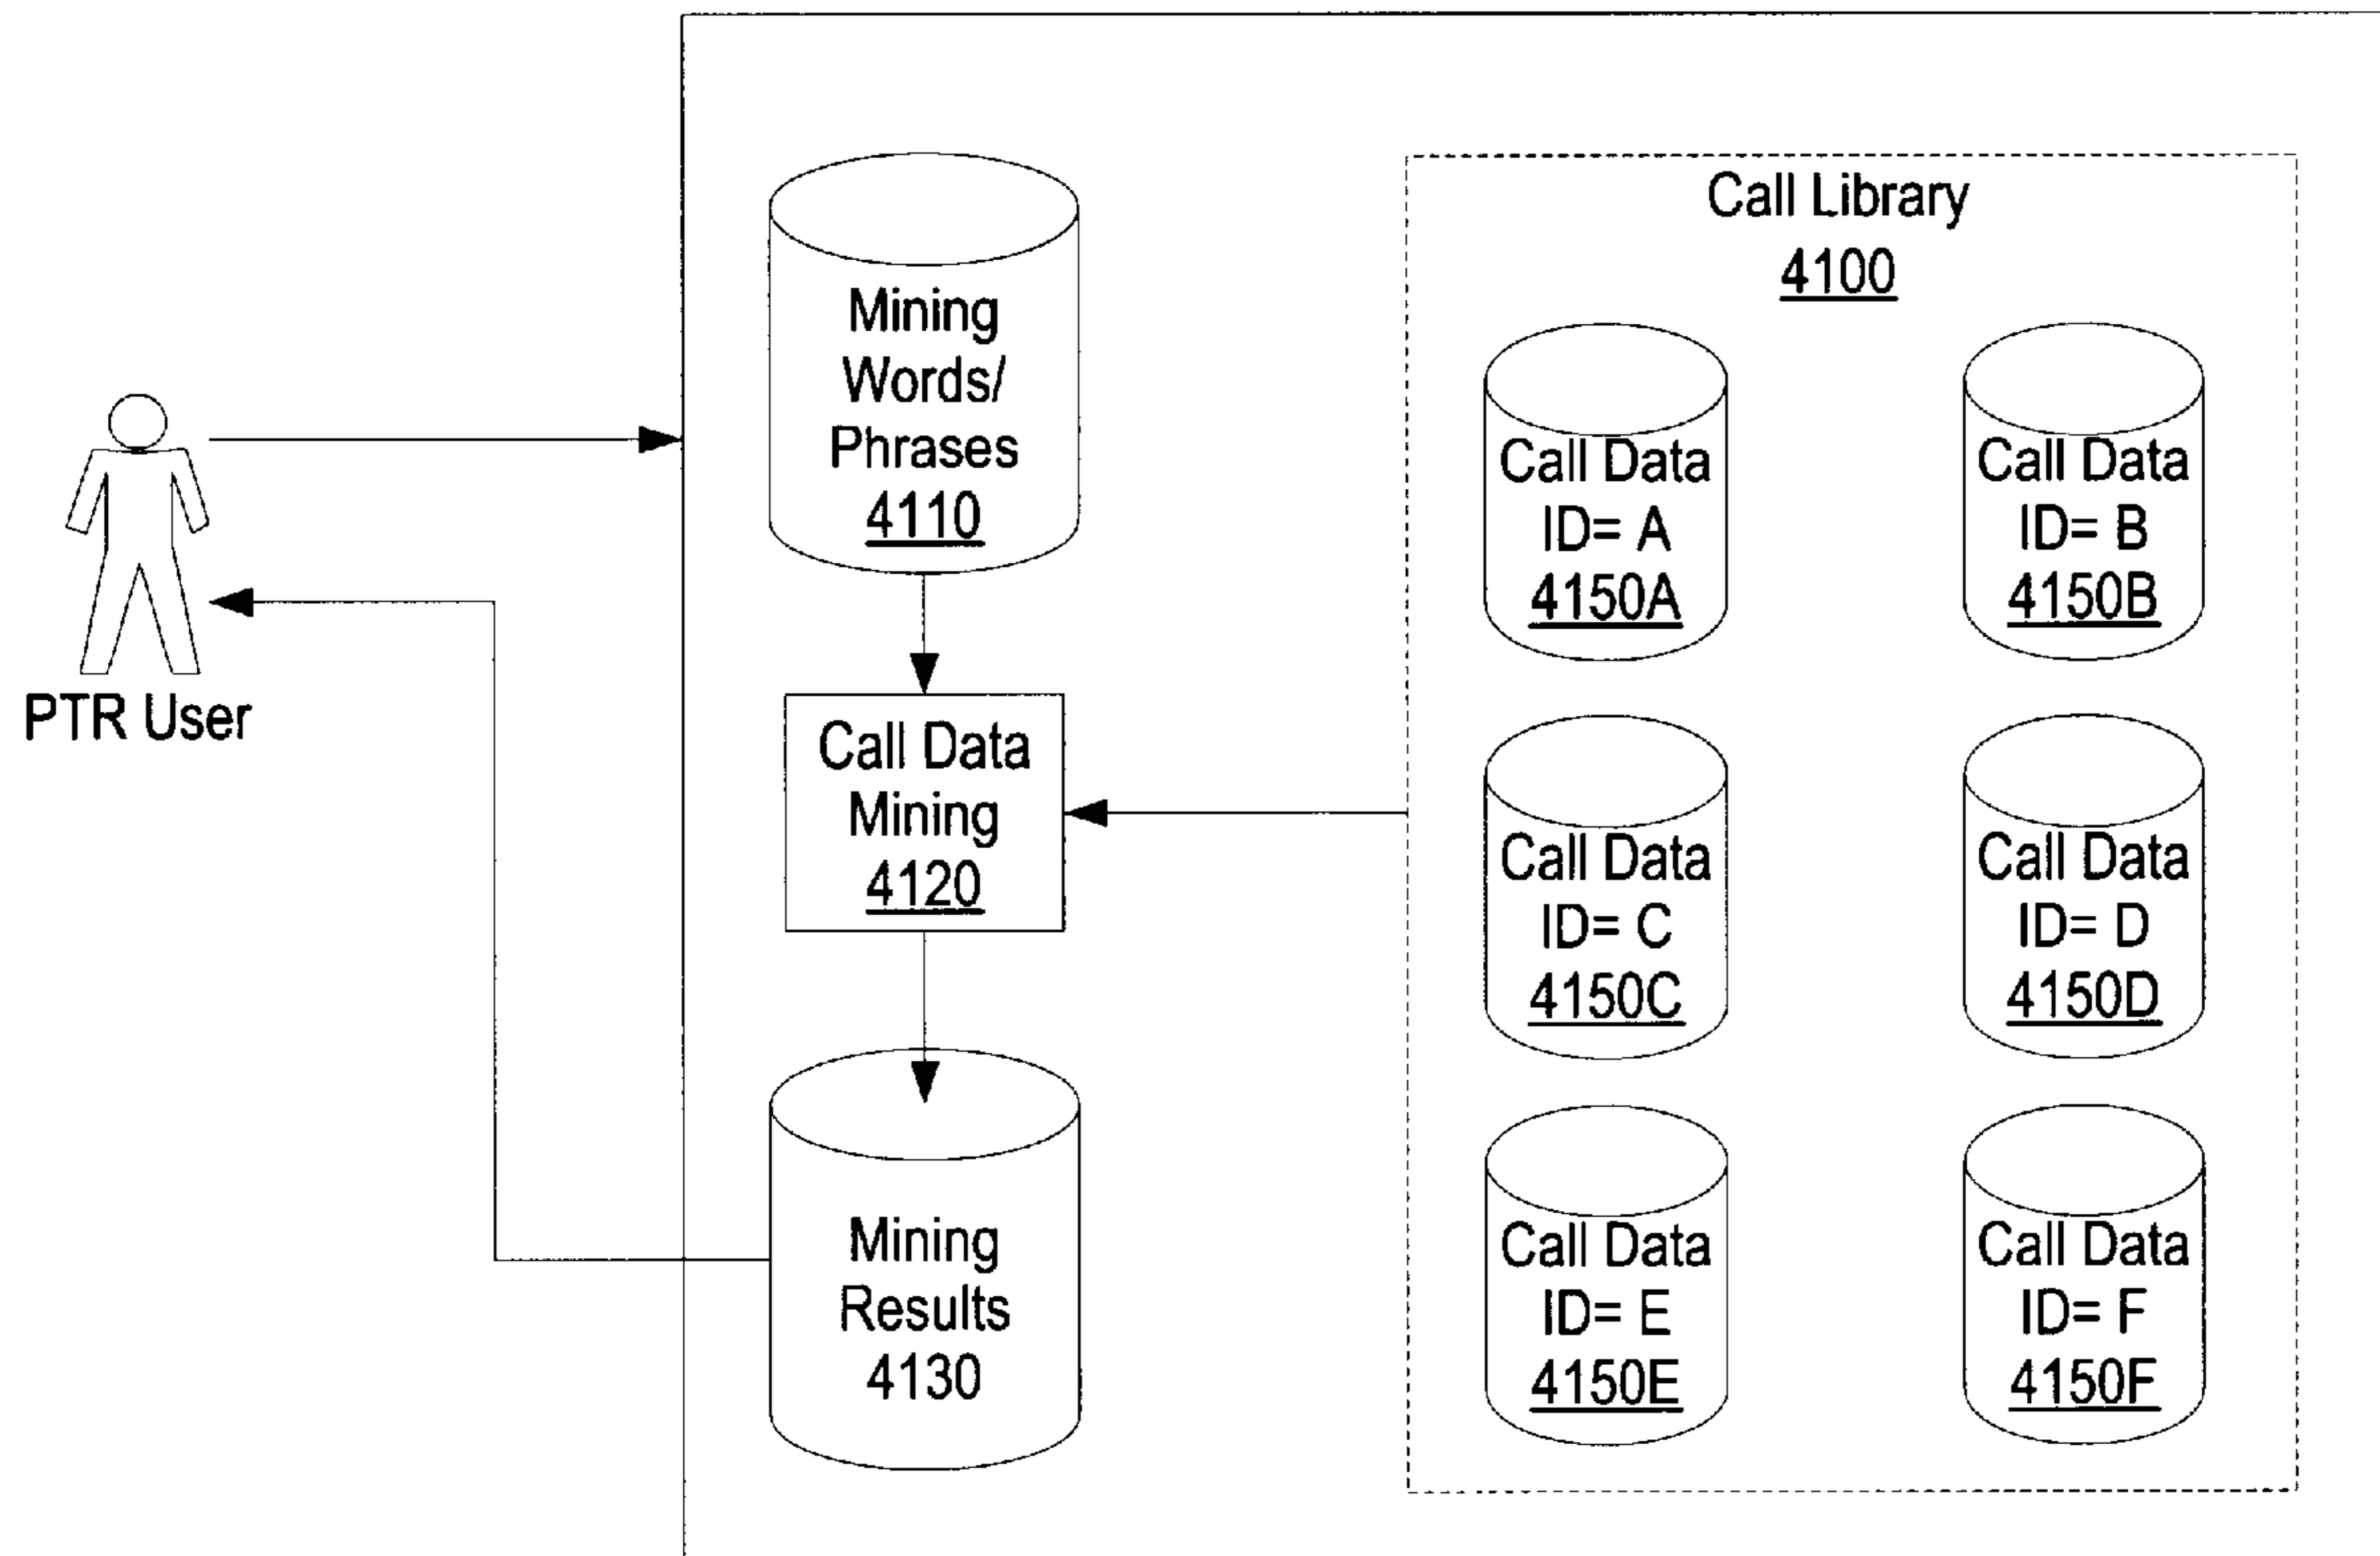 PTR User
Mining
Words/
Phrases
4110
Call Data
Mining
4120
Mining
Results
4130
Call Library
4100
Call Data
ID= A
4150A
Call Data
ID= B
4150B
Call Data
ID= C
4150C
Call Data
ID= D
4150D
Call Data
ID= E
4150E
Call Data
ID= F
4150F